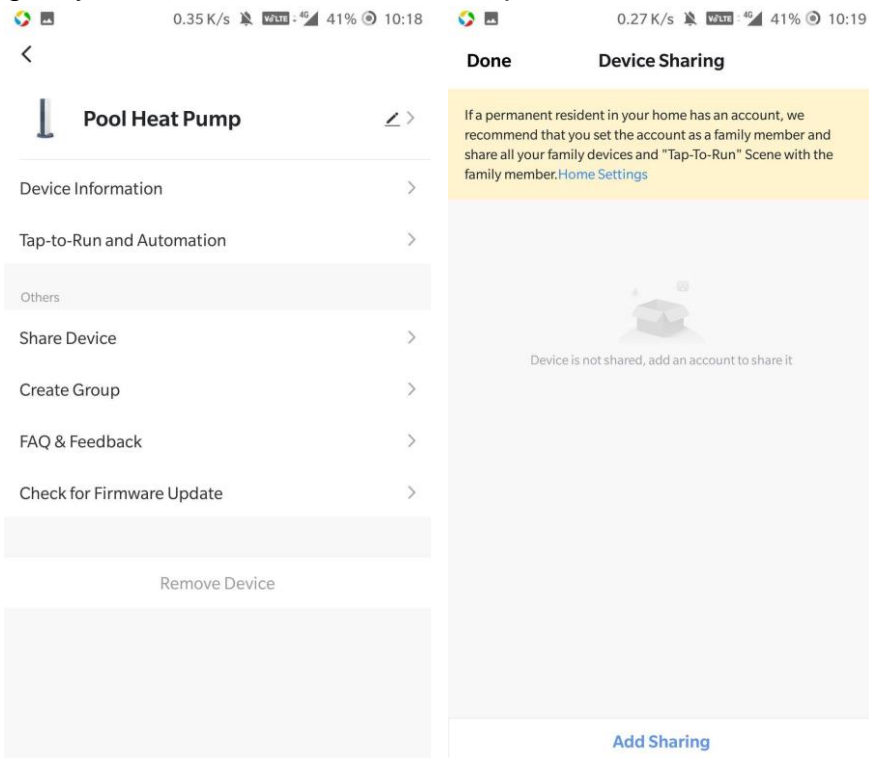 0.35 K/s VoLTE 4G 41% 10:18
Pool Heat Pump
Device Information
Tap-to-Run and Automation
Others
Share Device
Create Group
FAQ & Feedback
Check for Firmware Update
Remove Device
0.27 K/s VoLTE 4G 41% 10:19
Done Device Sharing
If a permanent resident in your home has an account, we
recommend that you set the account as a family member and
share all your family devices and "Tap-To-Run" Scene with the
family member.Home Settings
Device is not shared, add an account to share it
Add Sharing